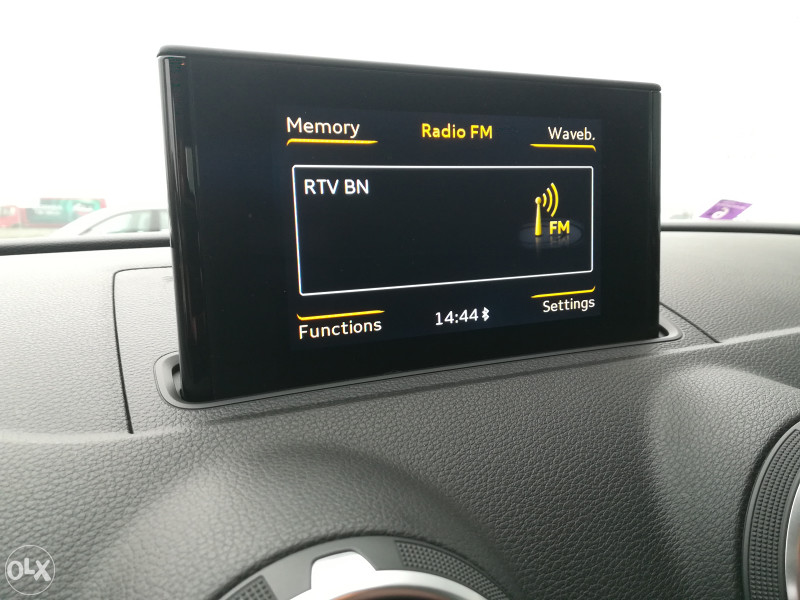 Memory
Radio FM
Waveb.
RTV BN
FM
Functions
14:44
Settings
OLX